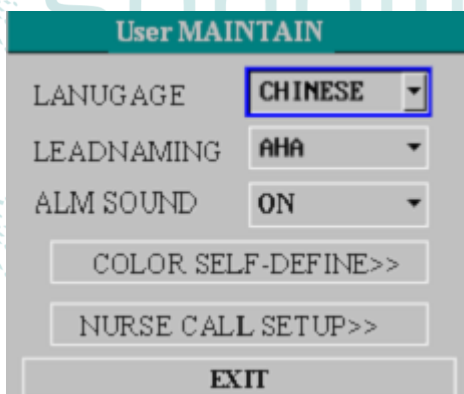 User MAINTAIN
LANUGAGE CHINESE
LEADNAMING AHA
ALM SOUND ON
COLOR SELF-DEFINE>>
NURSE CALL SETUP>>
EXIT